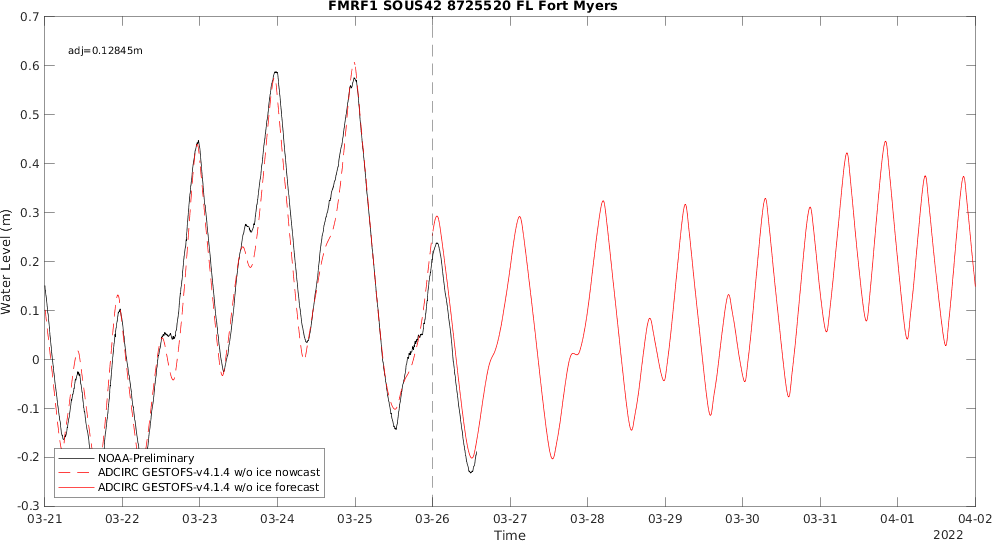 FMRF1 SOUS42 8725520 FL Fort Myers
adj=0.12845m
Water Level (m)
0.7
0.6
0.5
0.4
0.3
0.2
0.1
0
-0.1
-0.2
-0.3
NOAA-Preliminary
ADCIRC GESTOFS-v4.1.4 w/o ice nowcast
ADCIRC GESTOFS-v4.1.4 w/o ice forecast
03-21 03-22 03-23 03-24 03-25 03-26 03-27 03-28 03-29 03-30 03-31 04-01 04-02
Time
2022